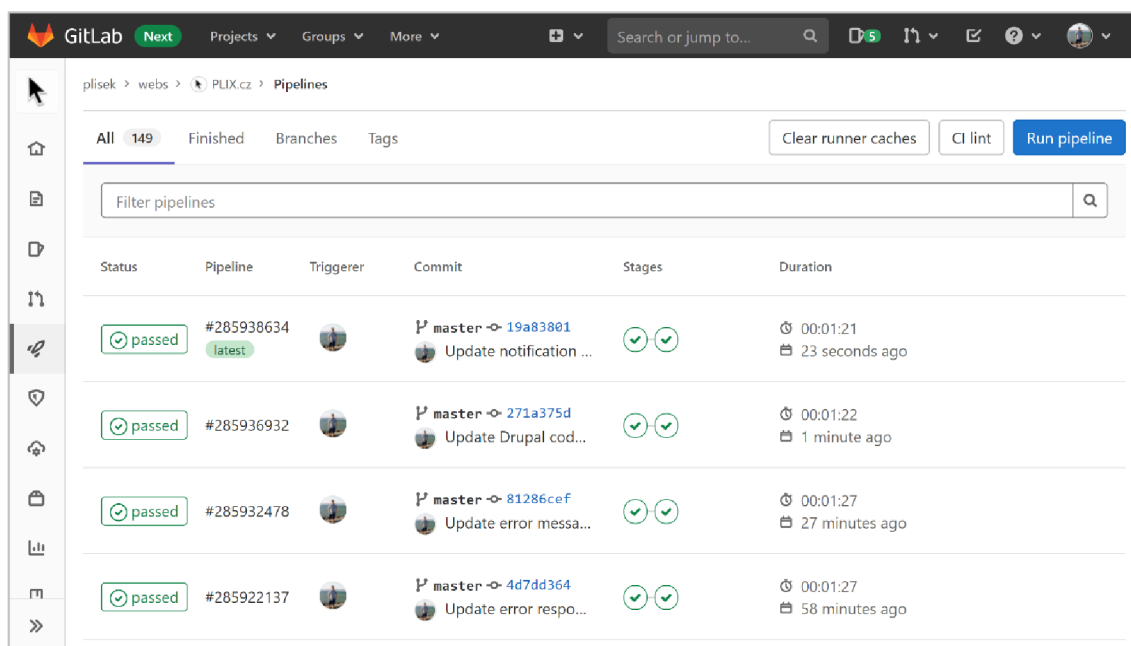 GitLab Next Projects Groups More Search or jump to... 5
plisek > webs > PLIX.cz > Pipelines
All 149 Finished Branches Tags Clear runner caches CI lint Run pipeline
Filter pipelines
Status Pipeline Triggerer Commit Stages Duration
passed #285938634 master 19a83801 00:01:21
latest Update notification ... 23 seconds ago
passed #285936932 master 271a375d 00:01:22
Update Drupal cod... 1 minute ago
passed #285932478 master 81286cef 00:01:27
Update error messa... 27 minutes ago
passed #285922137 master 4d7dd364 00:01:27
Update error respo... 58 minutes ago